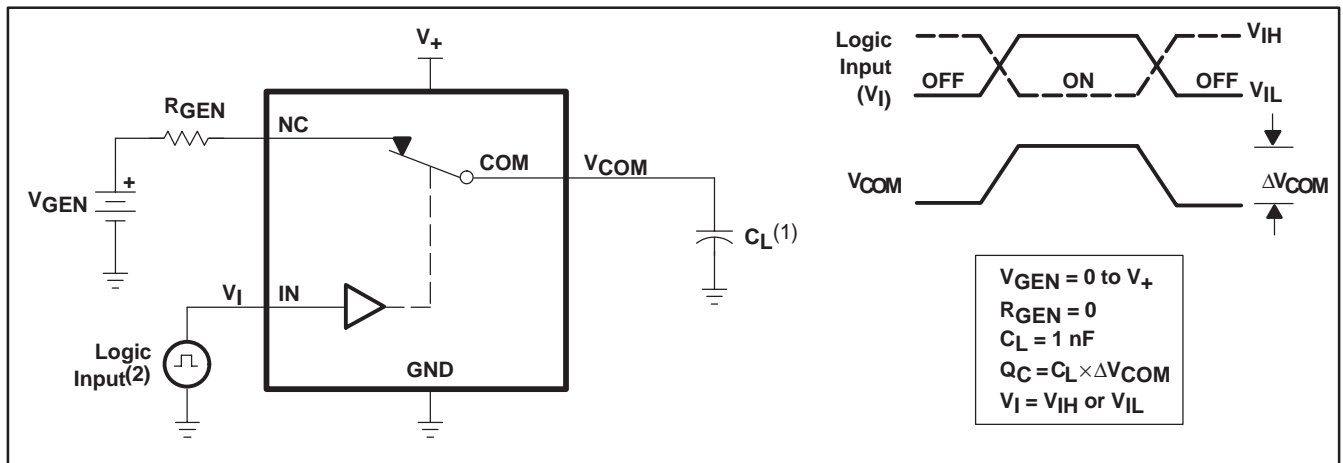 V+
RGEN
NC
COM
VCOM
VGEN
+
CL(1)
VI
IN
Logic
Input(2)
GND
Logic
Input
(VI)
OFF
ON
OFF
VIH
VIL
VCOM
ΔVCOM
VGEN = 0 to V+
RGEN = 0
CL = 1 nF
QC = CL × ΔVCOM
VI = VIH or VIL